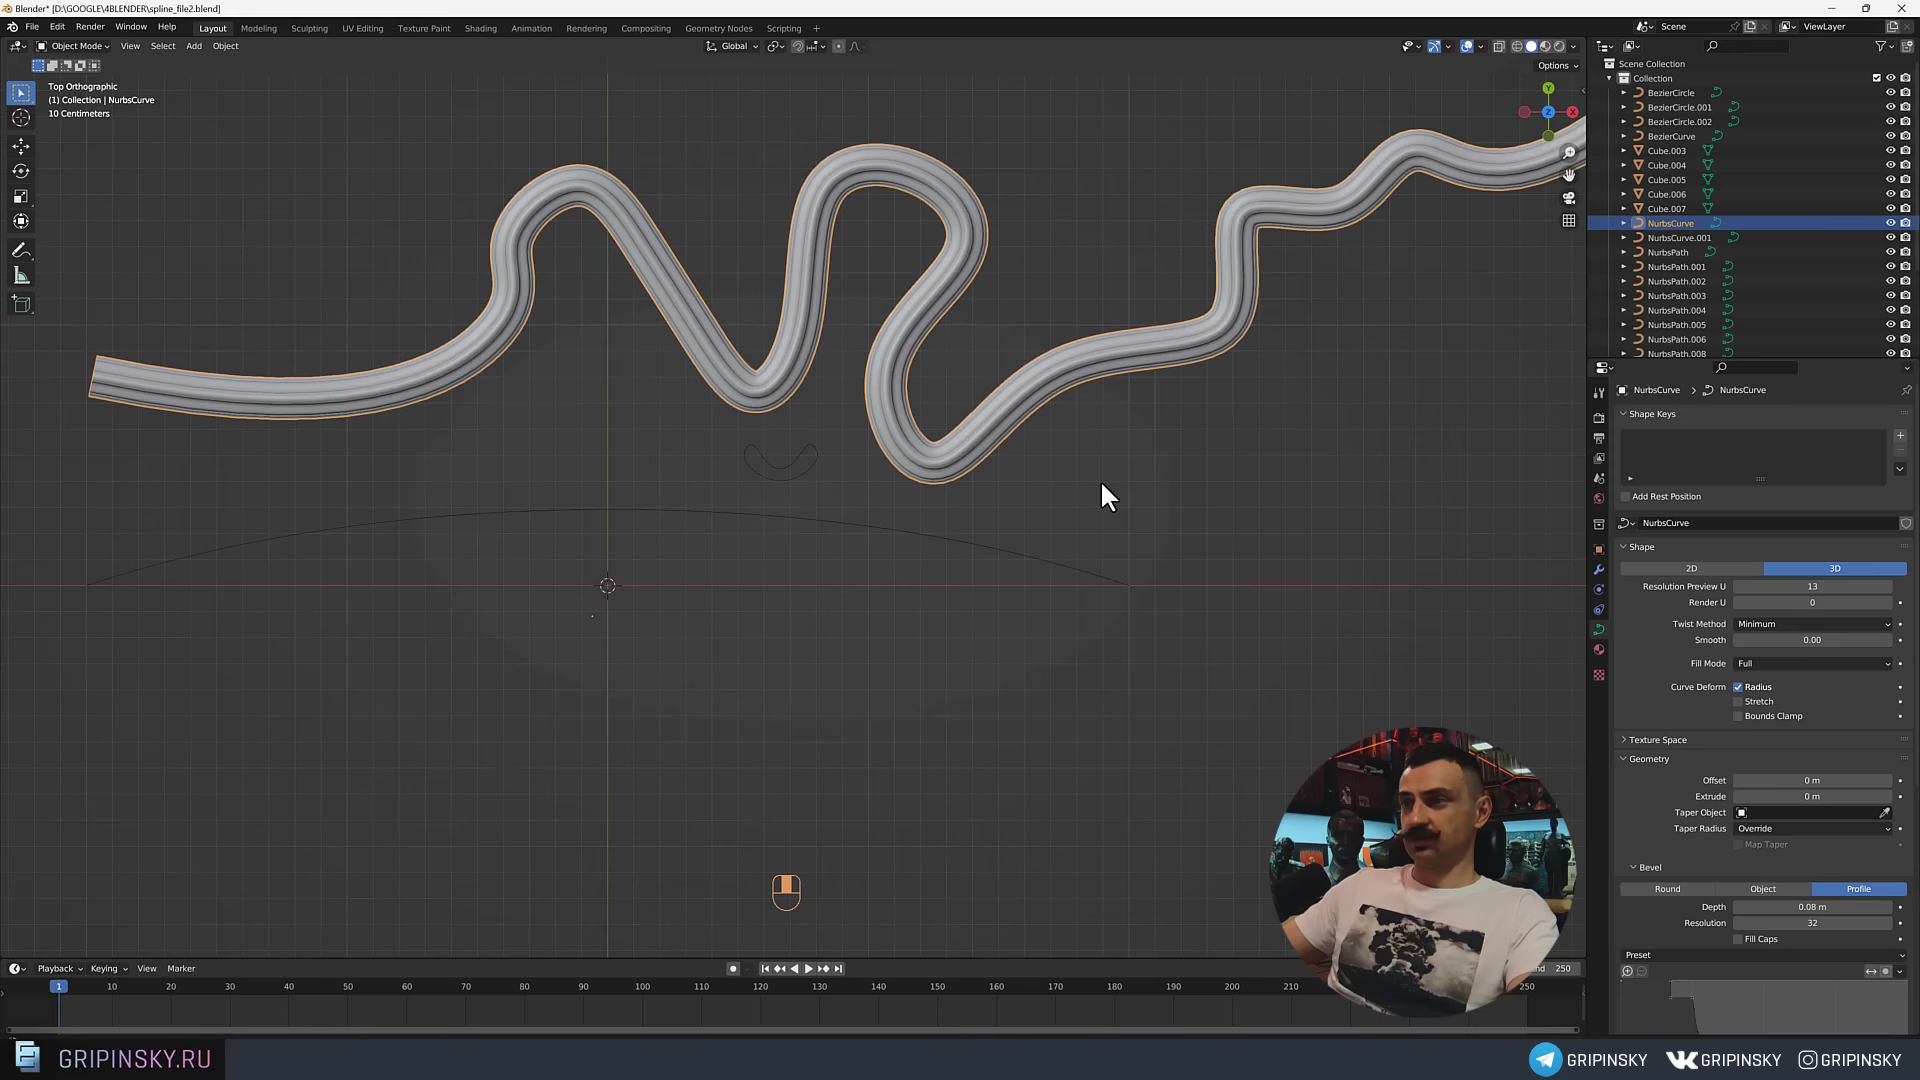 Blender* [D:\GOOGLE\4BLENDER\spline_file2.blend]
File Edit Render Window Help
Layout Modeling Sculpting UV Editing Texture Paint Shading Animation Rendering Compositing Geometry Nodes Scripting +
Scene
ViewLayer
Object Mode View Select Add Object
Global
Options
Top Orthographic
(1) Collection | NurbsCurve
10 Centimeters
Y
Z
X
Scene Collection
Collection
BezierCircle
BezierCircle.001
BezierCircle.002
BezierCurve
Cube.003
Cube.004
Cube.005
Cube.006
Cube.007
NurbsCurve
NurbsCurve.001
NurbsPath
NurbsPath.001
NurbsPath.002
NurbsPath.003
NurbsPath.004
NurbsPath.005
NurbsPath.006
NurbsPath.008
NurbsCurve > NurbsCurve
Shape Keys
Add Rest Position
NurbsCurve
Shape
2D 3D
Resolution Preview U 13
Render U 0
Twist Method Minimum
Smooth 0.00
Fill Mode Full
Curve Deform Radius
Stretch
Bounds Clamp
Texture Space
Geometry
Offset 0 m
Extrude 0 m
Taper Object
Taper Radius Override
Map Taper
Bevel
Round Object Profile
Depth 0.08 m
Resolution 32
Fill Caps
Preset
Playback Keying View Marker
nd 250
1 10 20 30 40 50 60 70 80 90 100 110 120 130 140 150 160 170 180 190 200 210 250
GRIPINSKY.RU
GRIPINSKY GRIPINSKY GRIPINSKY